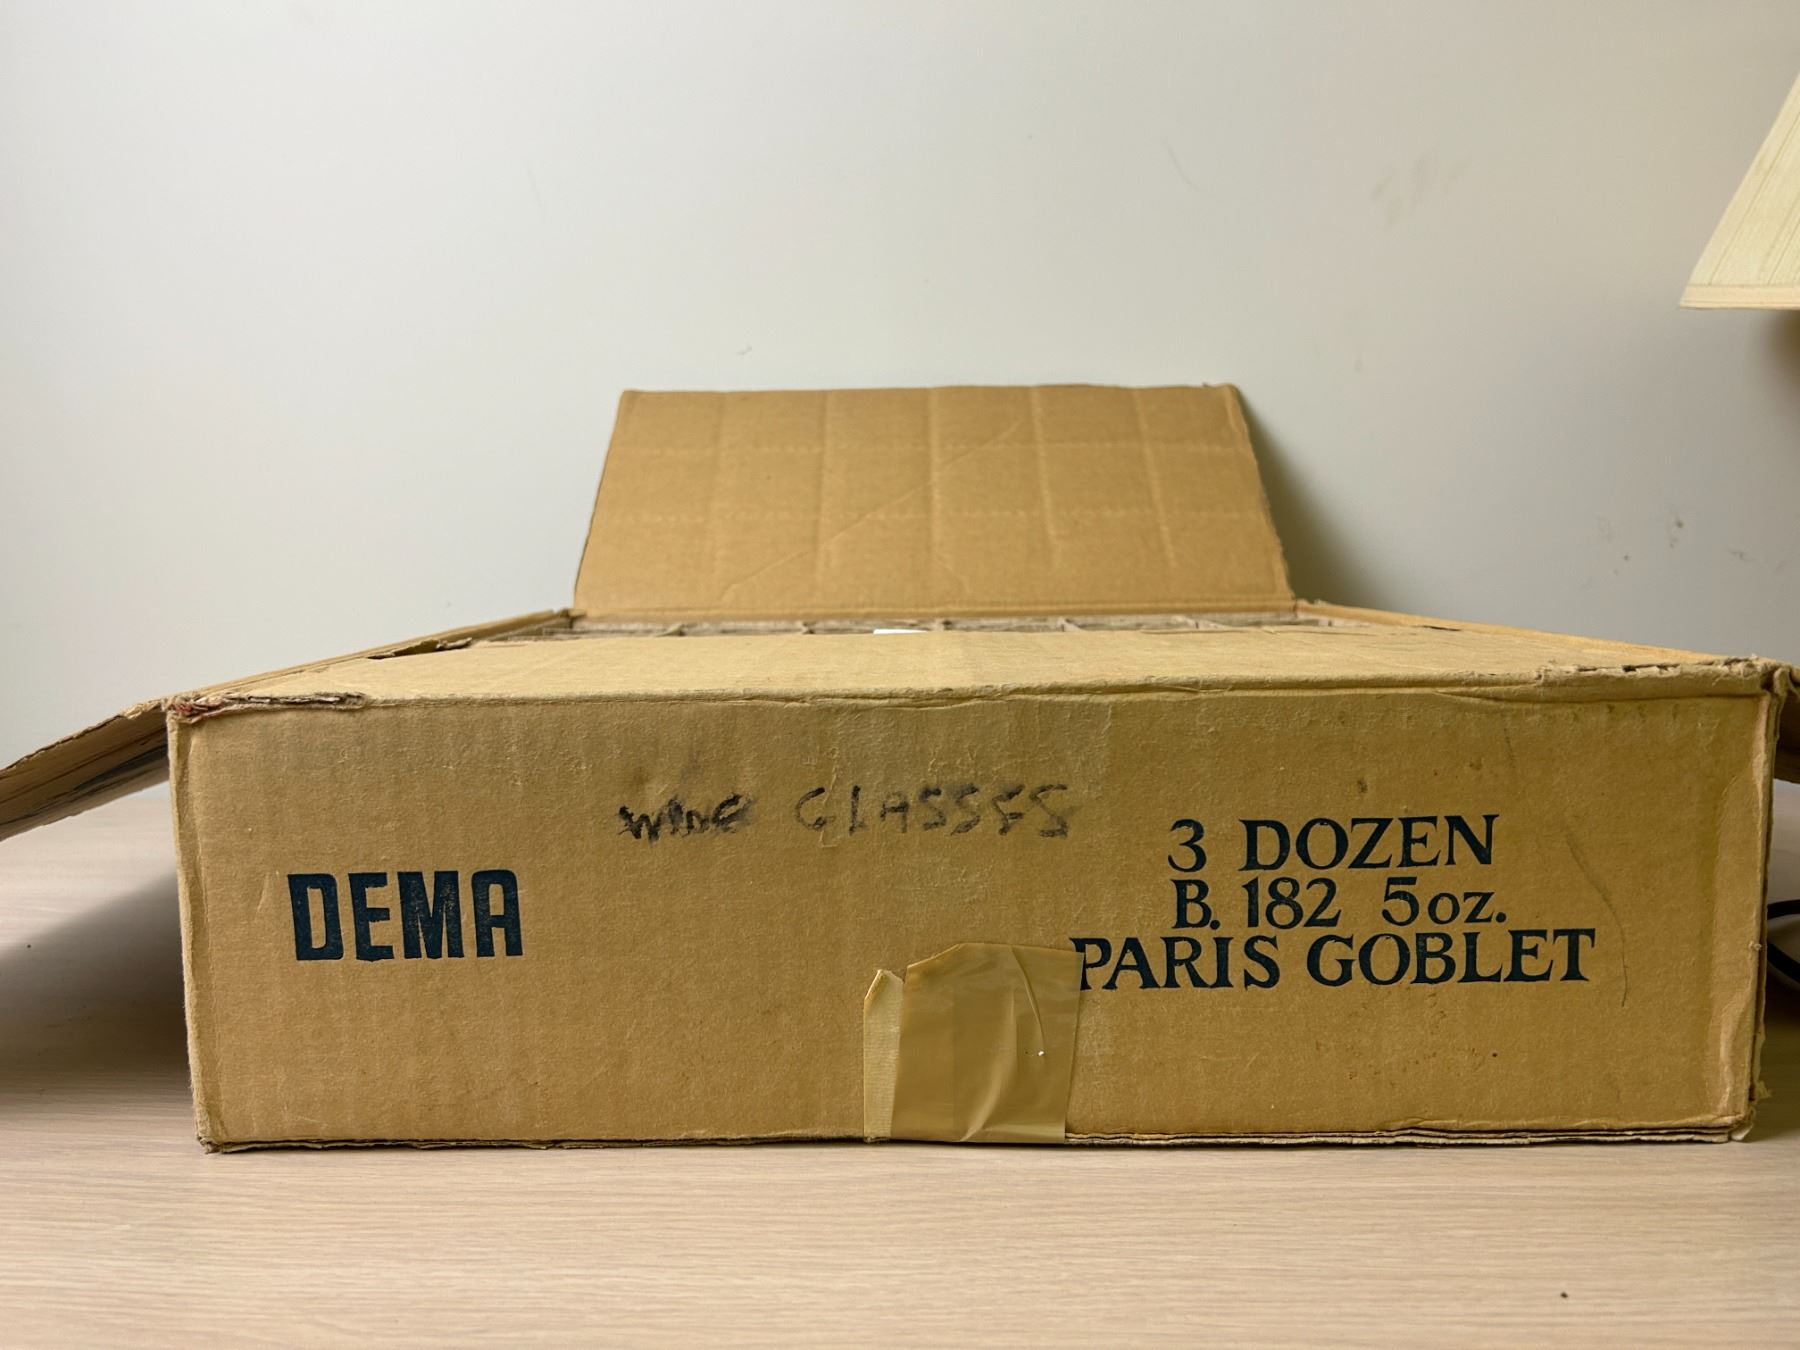 WINE GLASSES
DEMA
3 DOZEN
B. 182 5oz.
PARIS GOBLET